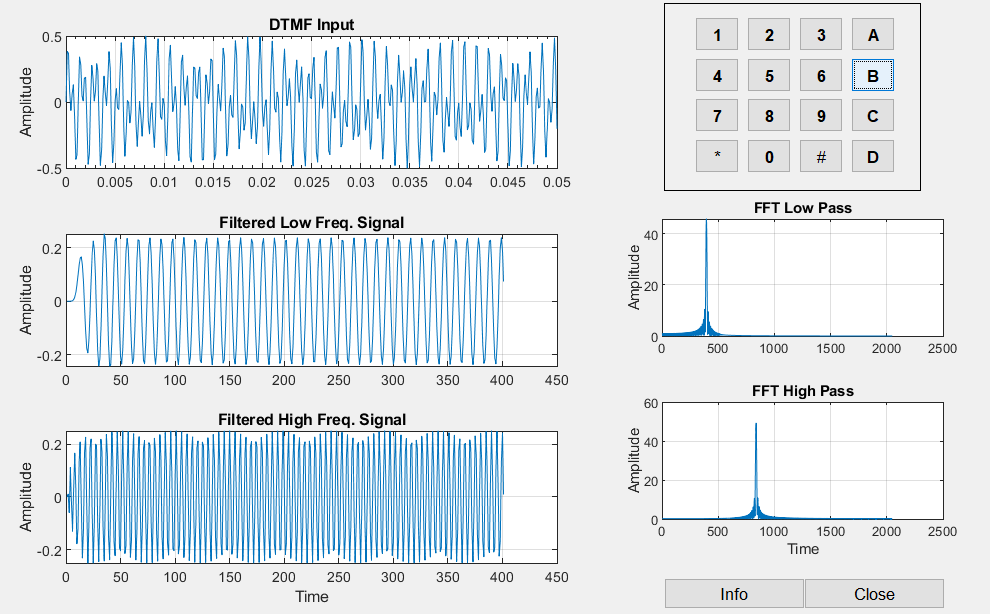 DTMF Input
Amplitude
0.5
0
-0.5
0 0.005 0.01 0.015 0.02 0.025 0.03 0.035 0.04 0.045 0.05
Filtered Low Freq. Signal
Amplitude
0.2
0
-0.2
0 50 100 150 200 250 300 350 400 450
Filtered High Freq. Signal
Amplitude
0.2
0
-0.2
0 50 100 150 200 250 300 350 400 450
Time
1 2 3 A
4 5 6 B
7 8 9 C
* 0 # D
FFT Low Pass
Amplitude
40
20
0
0 500 1000 1500 2000 2500
FFT High Pass
Amplitude
60
40
20
0
0 500 1000 1500 2000 2500
Time
Info Close